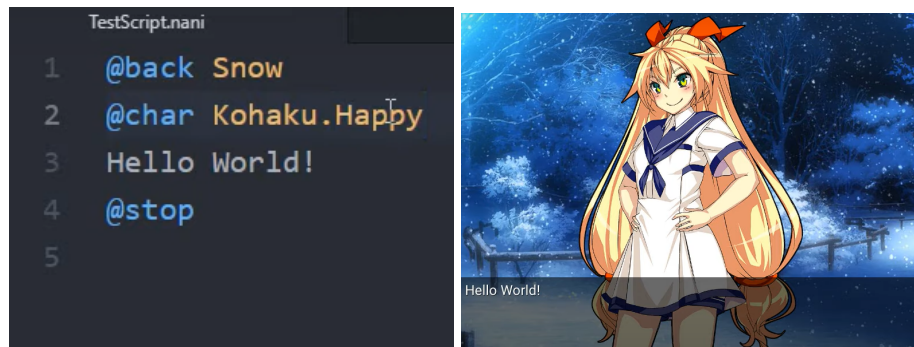 TestScript.nani
1 @back Snow
2 @char Kohaku.Happy
3 Hello World!
4 @stop
5
Hello World!